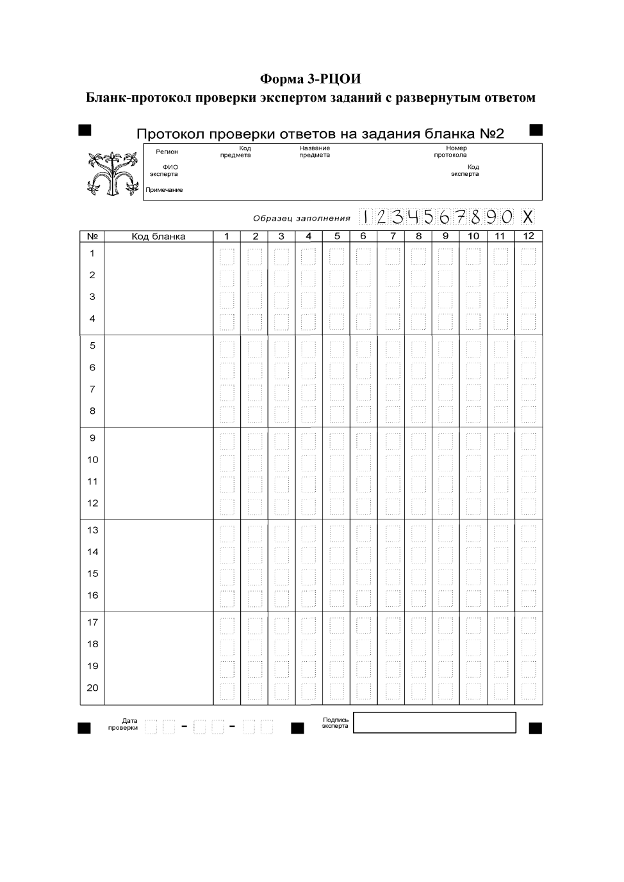 Форма 3-РЦОИ
Бланк-протокол проверки экспертом заданий с развернутым ответом
Протокол проверки ответов на задания бланка №2
Регион Код предмета Название предмета Номер протокола
ФИО эксперта Код эксперта
Примечание
Образец заполнения 1 2 3 4 5 6 7 8 9 0 X
№ Код бланка 1 2 3 4 5 6 7 8 9 10 11 12
1
2
3
4
5
6
7
8
9
10
11
12
13
14
15
16
17
18
19
20
Дата проверки - - Подпись эксперта